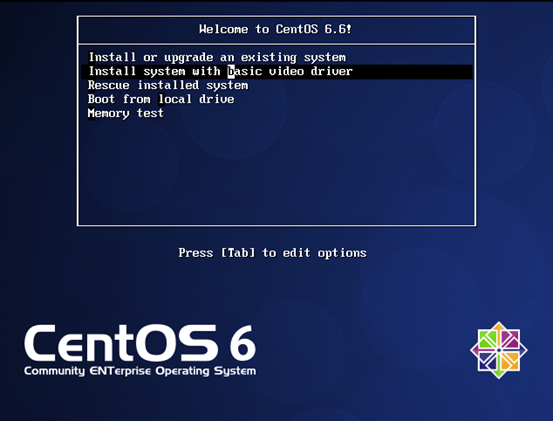 Welcome to CentOS 6.6!
Install or upgrade an existing system
Install system with basic video driver
Rescue installed system
Boot from local drive
Memory test
Press [Tab] to edit options
CentOS 6
Community ENTerprise Operating System